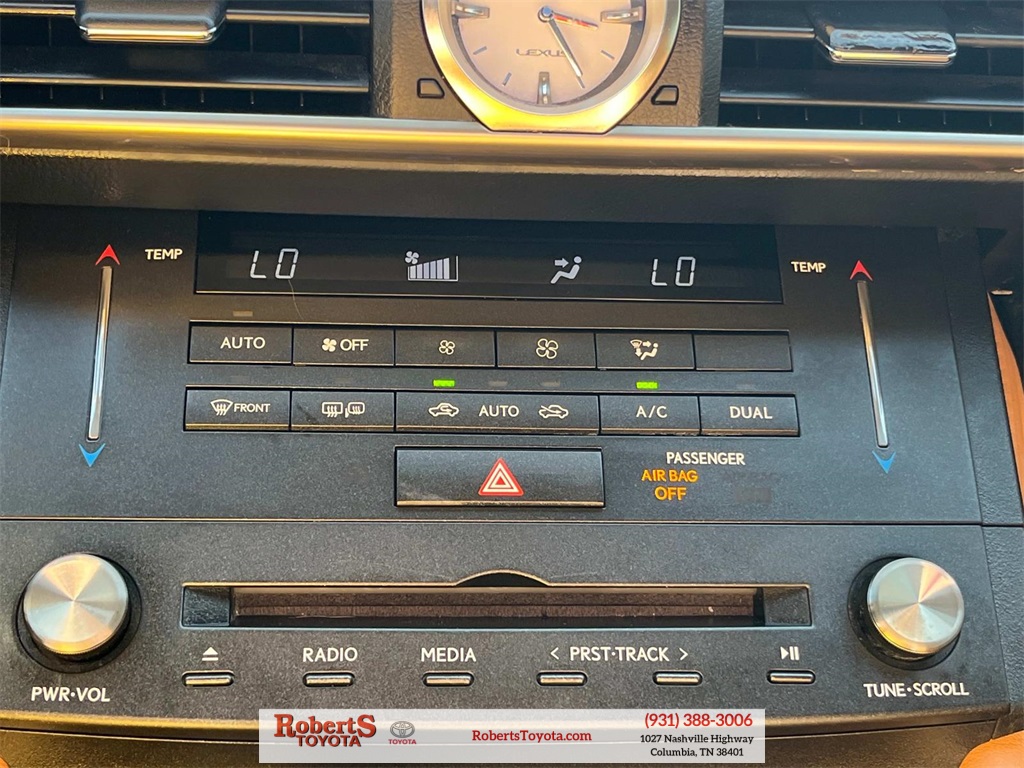 LEXUS
TEMP
LO
LO
TEMP
AUTO
OFF
FRONT
AUTO
A/C
DUAL
PASSENGER
AIR BAG
OFF
RADIO
MEDIA
< PRST·TRACK >
PWR·VOL
TUNE·SCROLL
ROBERTS
TOYOTA
TOYOTA
RobertsToyota.com
(931) 388-3006
1027 Nashville Highway
Columbia, TN 38401